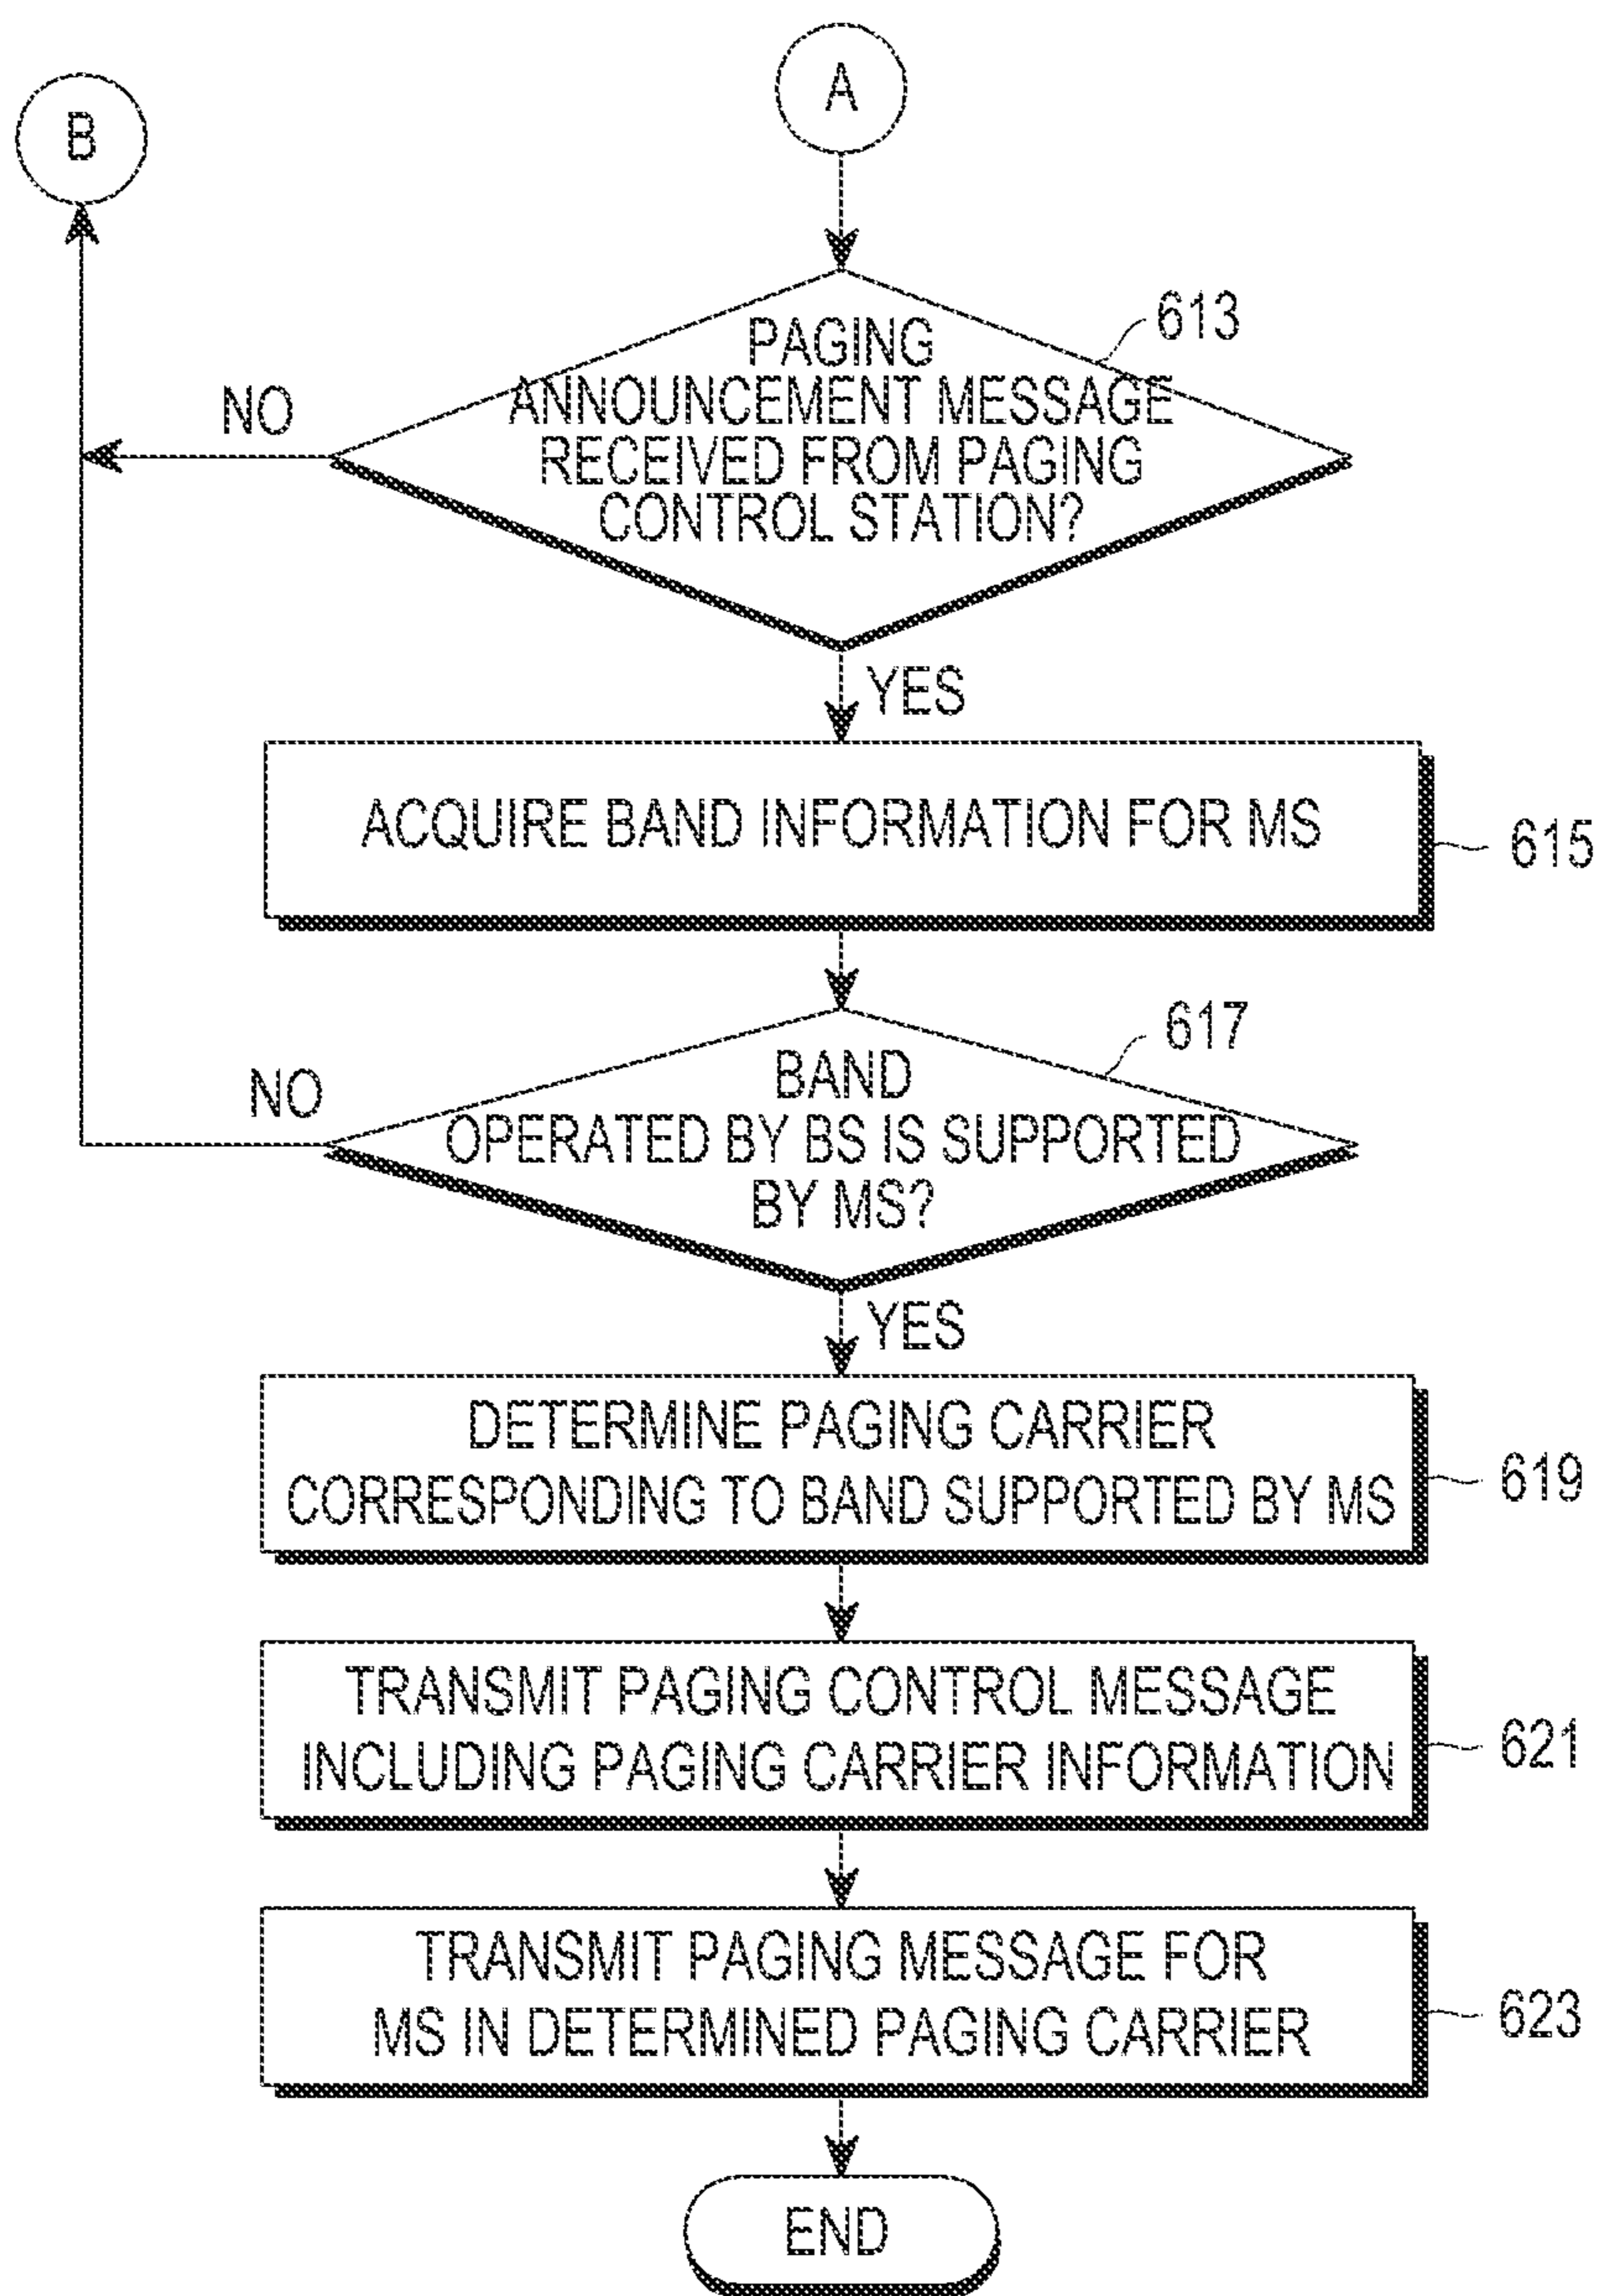 A
B
613
PAGING
ANNOUNCEMENT MESSAGE
RECEIVED FROM PAGING
CONTROL STATION?
NO
YES
ACQUIRE BAND INFORMATION FOR MS
615
617
BAND
OPERATED BY BS IS SUPPORTED
BY MS?
NO
YES
DETERMINE PAGING CARRIER
CORRESPONDING TO BAND SUPPORTED BY MS
619
TRANSMIT PAGING CONTROL MESSAGE
INCLUDING PAGING CARRIER INFORMATION
621
TRANSMIT PAGING MESSAGE FOR
MS IN DETERMINED PAGING CARRIER
623
END